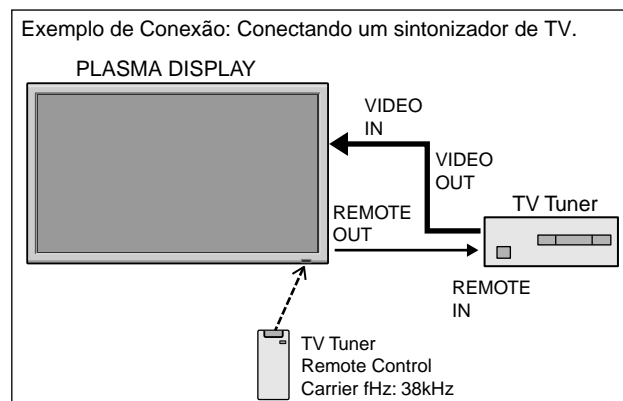 Exemplo de Conexão: Conectando um sintonizador de TV.
PLASMA DISPLAY
VIDEO
IN
VIDEO
OUT
TV Tuner
REMOTE
OUT
REMOTE
IN
TV Tuner
Remote Control
Carrier fHz: 38kHz